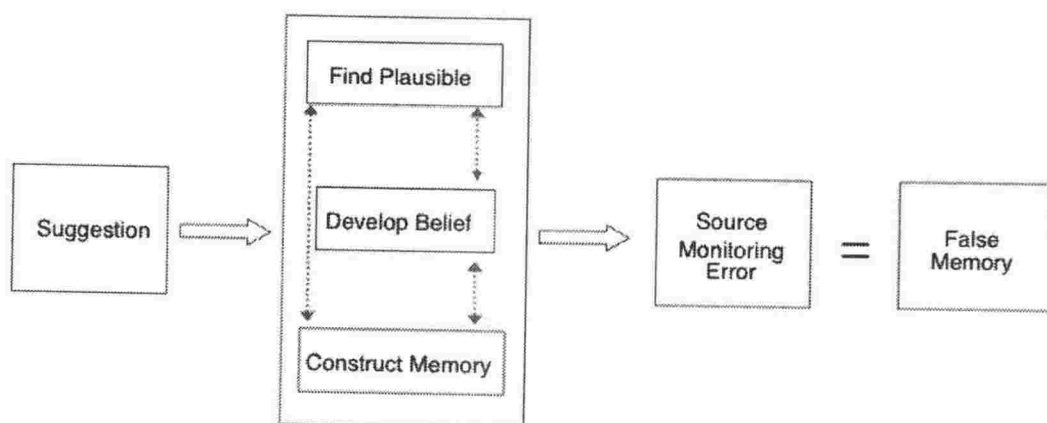 Suggestion
Find Plausible
Develop Belief
Construct Memory
Source
Monitoring
Error
=
False
Memory